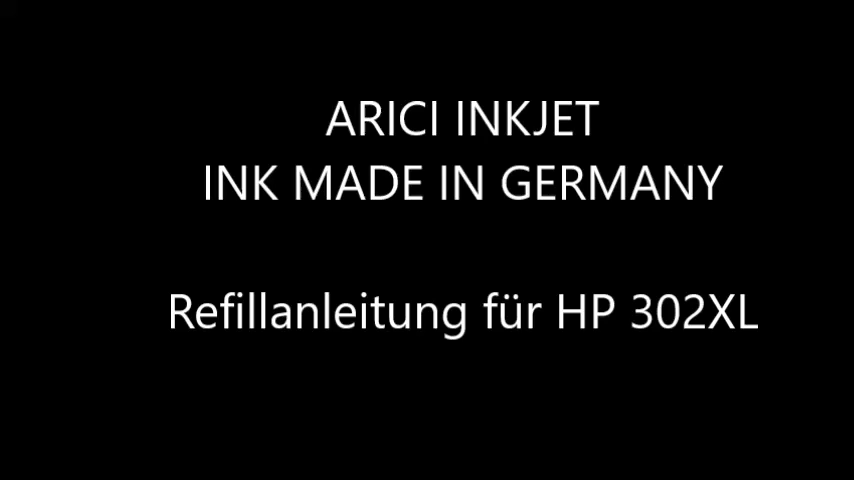 ARICI INKJET
INK MADE IN GERMANY
Refillanleitung für HP 302XL